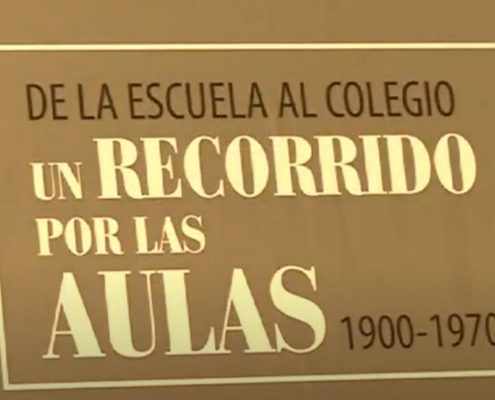 DE LA ESCUELA AL COLEGIO
UN RECORRIDO
POR LAS
AULAS 1900-1970